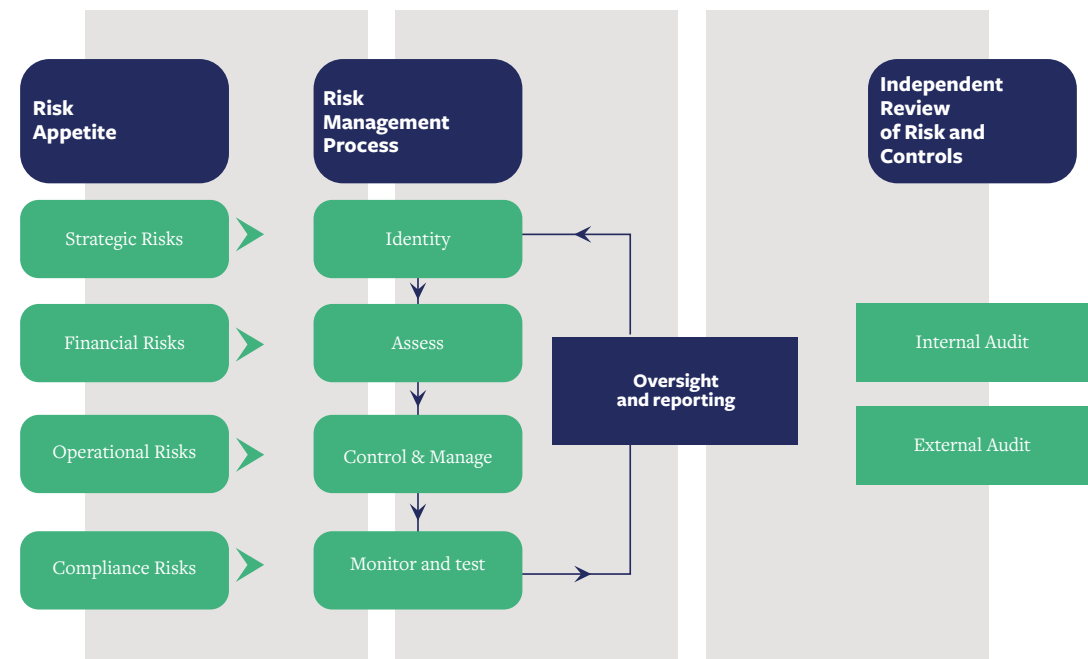 Risk
Appetite
Risk
Management
Process
Independent
Review
of Risk and
Controls
Strategic Risks
Identity
Financial Risks
Assess
Internal Audit
Oversight
and reporting
Operational Risks
Control & Manage
External Audit
Compliance Risks
Monitor and test